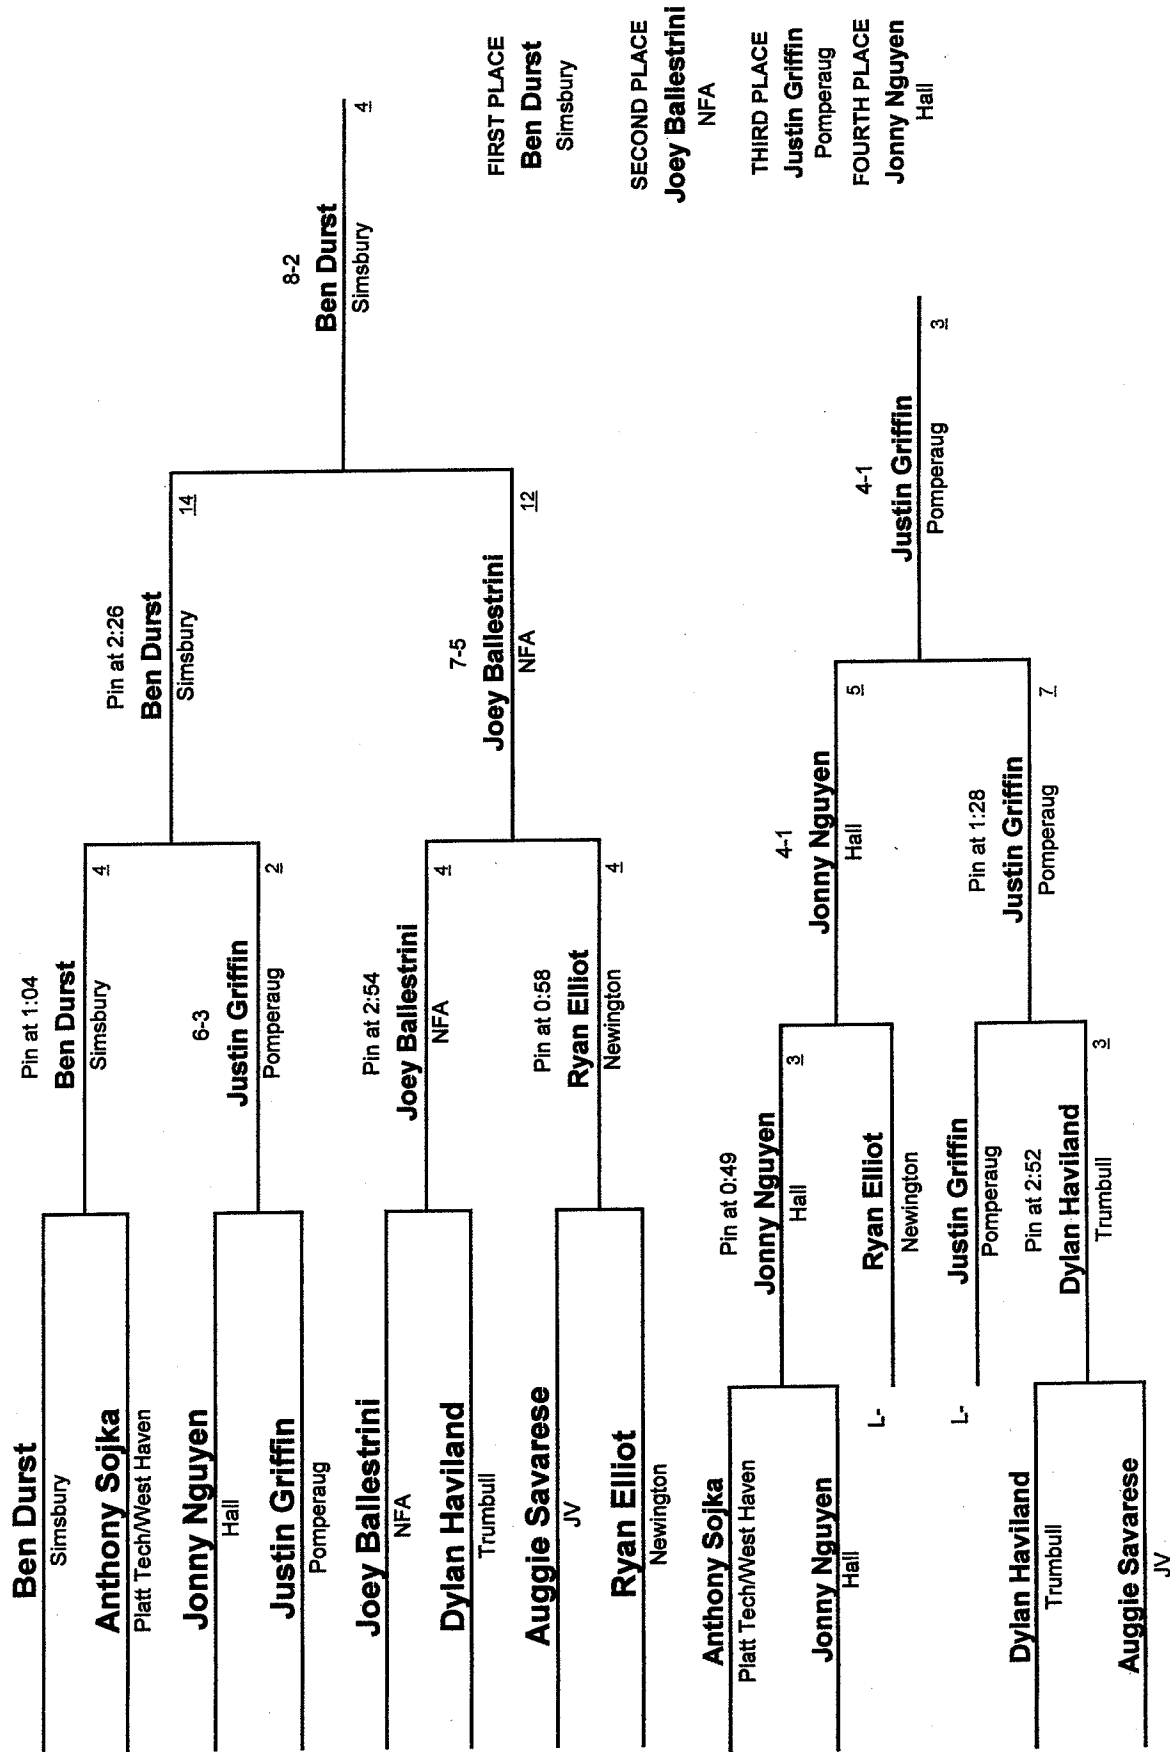 Ben Durst
Simsbury
Anthony Sojka
Platt Tech/West Haven
Jonny Nguyen
Hall
Justin Griffin
Pomperaug
Joey Ballestrini
NFA
Dylan Haviland
Trumbull
Auggie Savarese
JV
Ryan Elliot
Newington
Pin at 1:04
Ben Durst
Simsbury
4
6-3
Justin Griffin
Pomperaug
2
Pin at 2:54
Joey Ballestrini
NFA
4
Pin at 0:58
Ryan Elliot
Newington
4
Pin at 2:26
Ben Durst
Simsbury
14
7-5
Joey Ballestrini
NFA
12
8-2
Ben Durst
Simsbury
4
FIRST PLACE
Ben Durst
Simsbury
SECOND PLACE
Joey Ballestrini
NFA
THIRD PLACE
Justin Griffin
Pomperaug
FOURTH PLACE
Jonny Nguyen
Hall
Anthony Sojka
Platt Tech/West Haven
Jonny Nguyen
Hall
L-
L-
Dylan Haviland
Trumbull
Auggie Savarese
JV
Pin at 0:49
Jonny Nguyen
Hall
3
Ryan Elliot
Newington
Justin Griffin
Pomperaug
Pin at 2:52
Dylan Haviland
Trumbull
3
4-1
Jonny Nguyen
Hall
5
Pin at 1:28
Justin Griffin
Pomperaug
7
4-1
Justin Griffin
Pomperaug
3